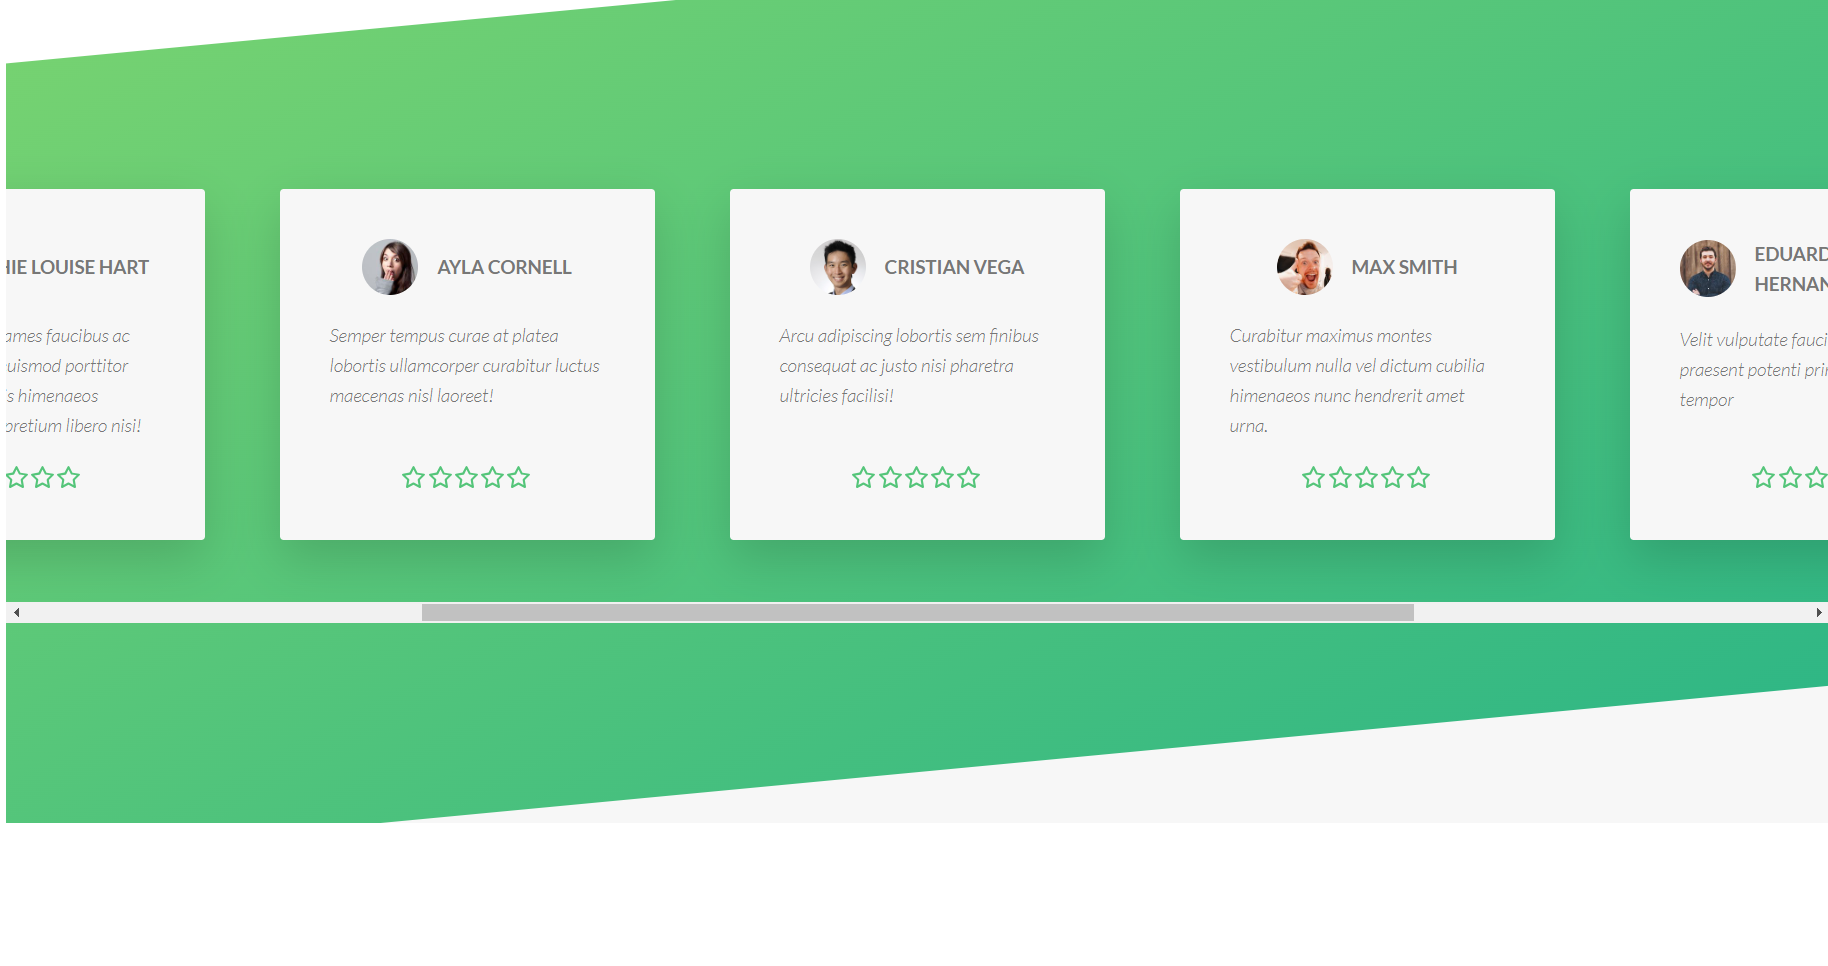 HIE LOUISE HART
ames faucibus ac
uismod porttitor
s himenaeos
pretium libero nisi!
AYLA CORNELL
Semper tempus curae at platea
lobortis ullamcorper curabitur luctus
maecenas nisl laoreet!
CRISTIAN VEGA
Arcu adipiscing lobortis sem finibus
consequat ac justo nisi pharetra
ultricies facilisi!
MAX SMITH
Curabitur maximus montes
vestibulum nulla vel dictum cubilia
himenaeos nunc hendrerit amet
urna.
EDUARD
HERNAN
Velit vulputate fauci
praesent potenti prin
tempor